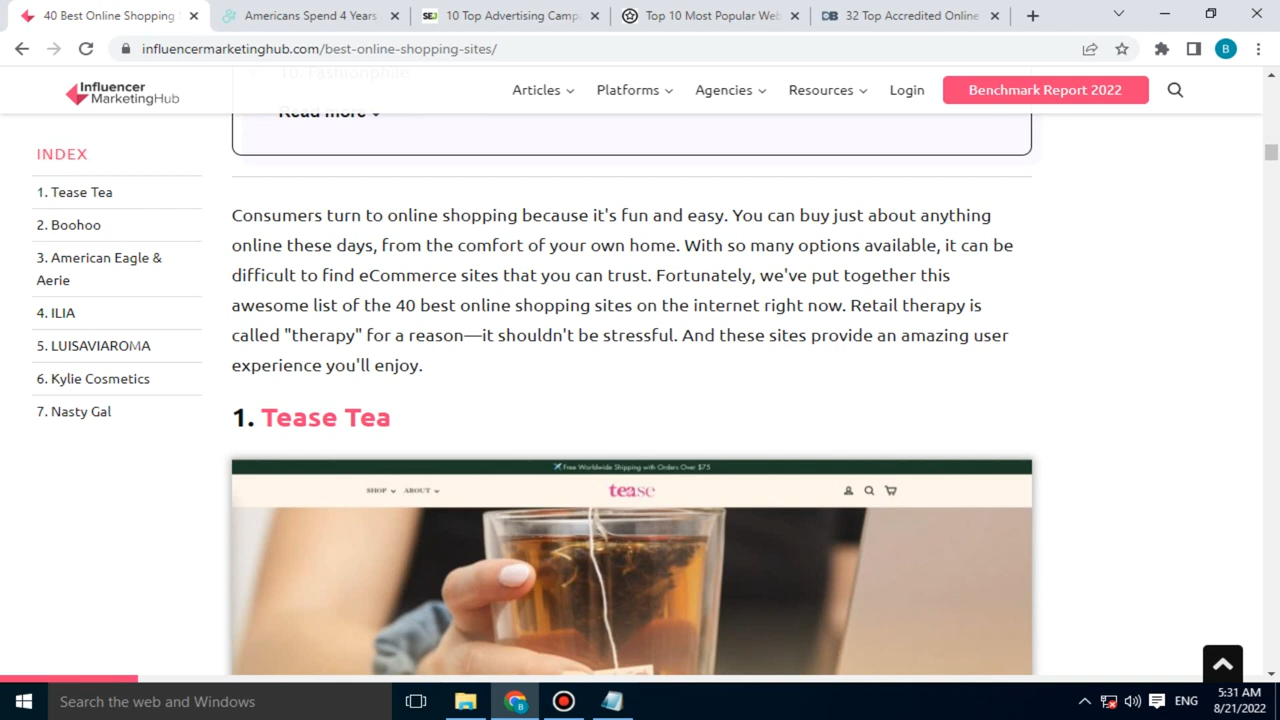 40 Best Online Shopping
Americans Spend 4 Years
SEJ
10 Top Advertising Camp
Top 10 Most Popular Web
DB
32 Top Accredited Online
influencermarketinghub.com/best-online-shopping-sites/
B
10. Fashionphile
Influencer
MarketingHub
Articles
Platforms
Agencies
Resources
Login
Benchmark Report 2022
Read more
INDEX
1. Tease Tea
2. Boohoo
3. American Eagle &
Aerie
4. ILIA
5. LUISAVIAROMA
6. Kylie Cosmetics
7. Nasty Gal
Consumers turn to online shopping because it's fun and easy. You can buy just about anything
online these days, from the comfort of your own home. With so many options available, it can be
difficult to find eCommerce sites that you can trust. Fortunately, we've put together this
awesome list of the 40 best online shopping sites on the internet right now. Retail therapy is
called "therapy" for a reason—it shouldn't be stressful. And these sites provide an amazing user
experience you'll enjoy.
1. Tease Tea
Free Worldwide Shipping with Orders Over $75
SHOP
ABOUT
tease
Search the web and Windows
B
ENG
5:31 AM
8/21/2022